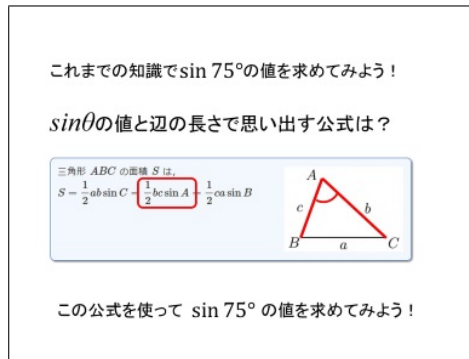 これまでの知識でsin 75°の値を求めてみよう！
sinθの値と辺の長さで思い出す公式は？
三角形 ABC の面積 S は,
S = 1/2 ab sin C = 1/2 bc sin A = 1/2 ca sin B
A
c b
B a C
この公式を使って sin 75° の値を求めてみよう！